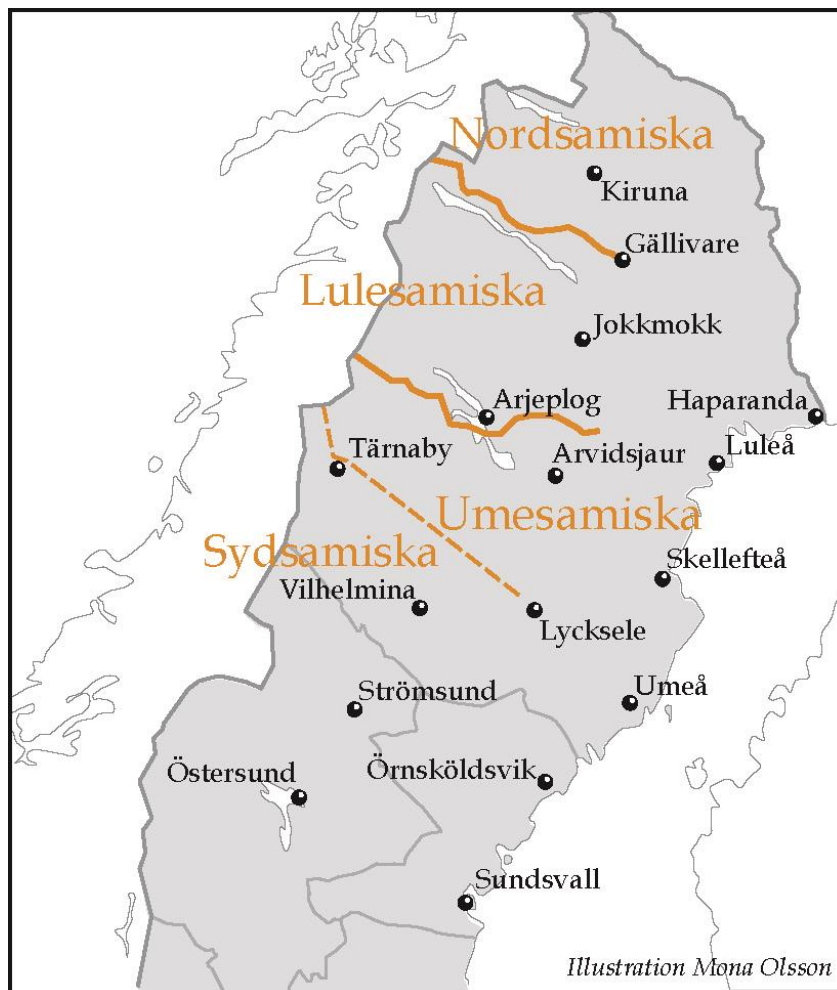 Nordsamiska
Kiruna
Gällivare
Lulesamiska
Jokkmokk
Arjeplog
Haparanda
Tärnaby
Arvidsjaur
Luleå
Umesamiska
Sydsamiska
Skellefteå
Vilhelmina
Lycksele
Strömsund
Umeå
Östersund
Örnsköldsvik
Sundsvall
Illustration Mona Olsson